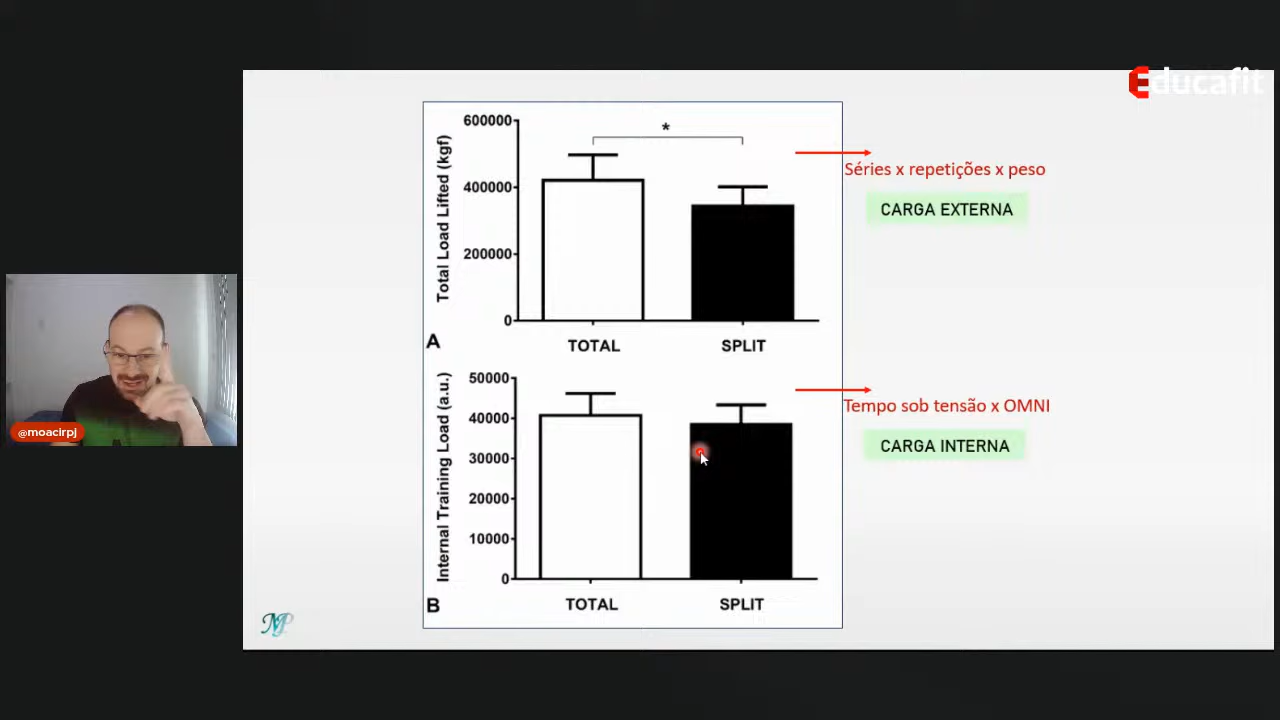 Educafit
600000
400000
200000
0
Total Load Lifted (kgf)
*
TOTAL
SPLIT
A
Séries x repetições x peso
CARGA EXTERNA
50000
40000
30000
20000
10000
0
Internal Training Load (a.u.)
TOTAL
SPLIT
B
Tempo sob tensão x OMNI
CARGA INTERNA
@moacirpj
MP